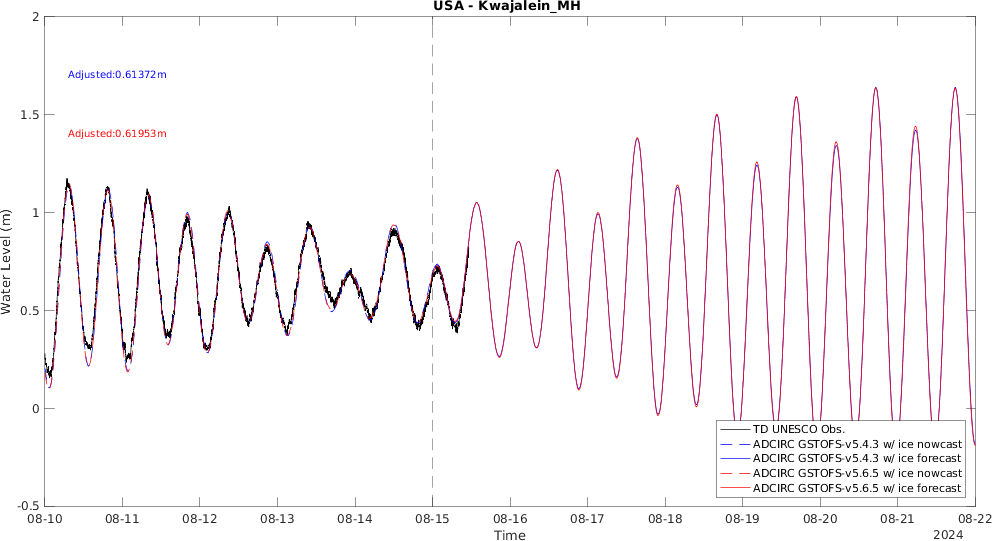 USA - Kwajalein_MH
2
1.5
1
0.5
0
-0.5
Water Level (m)
Adjusted:0.61372m
Adjusted:0.61953m
TD UNESCO Obs.
ADCIRC GSTOFS-v5.4.3 w/ ice nowcast
ADCIRC GSTOFS-v5.4.3 w/ ice forecast
ADCIRC GSTOFS-v5.6.5 w/ ice nowcast
ADCIRC GSTOFS-v5.6.5 w/ ice forecast
08-10 08-11 08-12 08-13 08-14 08-15 08-16 08-17 08-18 08-19 08-20 08-21 08-22
Time
2024